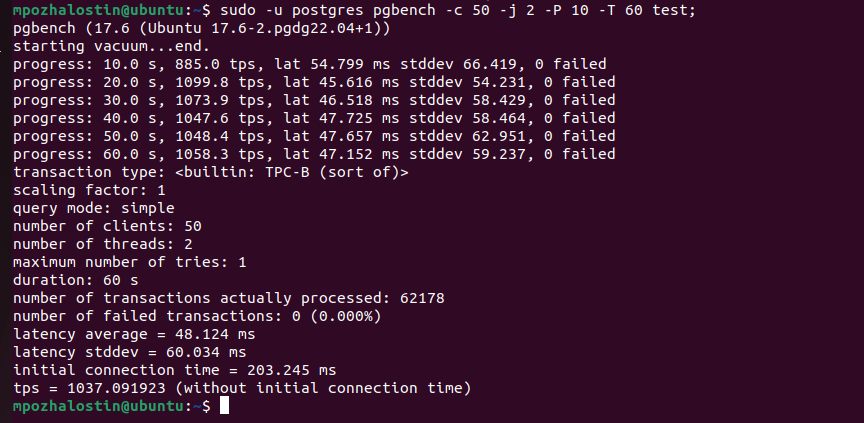 mpozhalostin@ubuntu:~$ sudo -u postgres pgbench -c 50 -j 2 -P 10 -T 60 test;
pgbench (17.6 (Ubuntu 17.6-2.pgdg22.04+1))
starting vacuum...end.
progress: 10.0 s, 885.0 tps, lat 54.799 ms stddev 66.419, 0 failed
progress: 20.0 s, 1099.8 tps, lat 45.616 ms stddev 54.231, 0 failed
progress: 30.0 s, 1073.9 tps, lat 46.518 ms stddev 58.429, 0 failed
progress: 40.0 s, 1047.6 tps, lat 47.725 ms stddev 58.464, 0 failed
progress: 50.0 s, 1048.4 tps, lat 47.657 ms stddev 62.951, 0 failed
progress: 60.0 s, 1058.3 tps, lat 47.152 ms stddev 59.237, 0 failed
transaction type: <builtin: TPC-B (sort of)>
scaling factor: 1
query mode: simple
number of clients: 50
number of threads: 2
maximum number of tries: 1
duration: 60 s
number of transactions actually processed: 62178
number of failed transactions: 0 (0.000%)
latency average = 48.124 ms
latency stddev = 60.034 ms
initial connection time = 203.245 ms
tps = 1037.091923 (without initial connection time)
mpozhalostin@ubuntu:~$